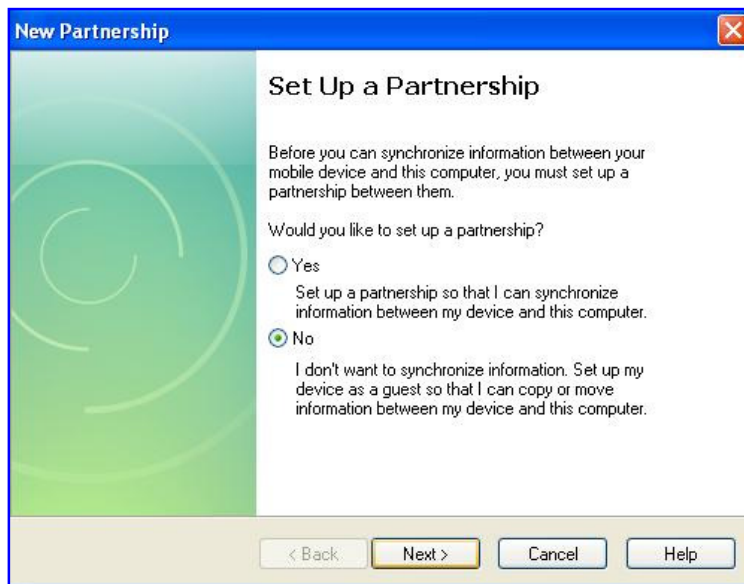 New Partnership
Set Up a Partnership
Before you can synchronize information between your
mobile device and this computer, you must set up a
partnership between them.
Would you like to set up a partnership?
Yes
Set up a partnership so that I can synchronize
information between my device and this computer.
No
I don't want to synchronize information. Set up my
device as a guest so that I can copy or move
information between my device and this computer.
< Back Next > Cancel Help